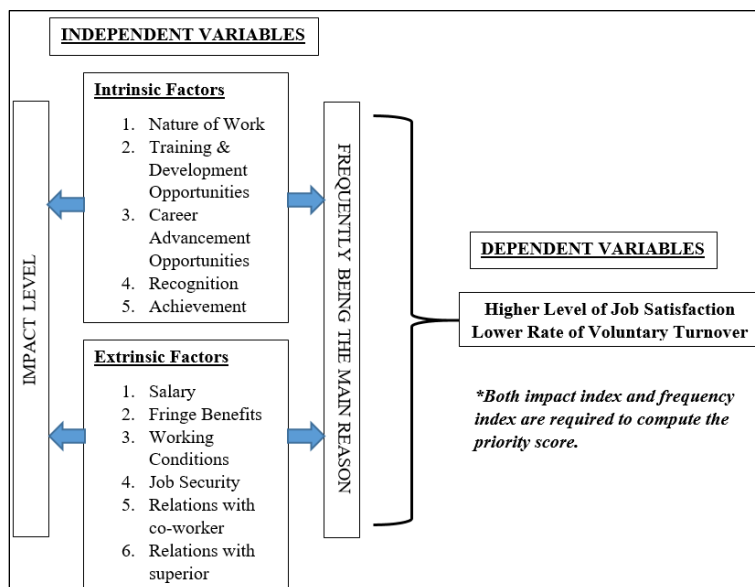 INDEPENDENT VARIABLES
IMPACT LEVEL
Intrinsic Factors
1. Nature of Work
2. Training &
Development
Opportunities
3. Career
Advancement
Opportunities
4. Recognition
5. Achievement
Extrinsic Factors
1. Salary
2. Fringe Benefits
3. Working
Conditions
4. Job Security
5. Relations with
co-worker
6. Relations with
superior
FREQUENTLY BEING THE MAIN REASON
DEPENDENT VARIABLES
Higher Level of Job Satisfaction
Lower Rate of Voluntary Turnover
*Both impact index and frequency
index are required to compute the
priority score.